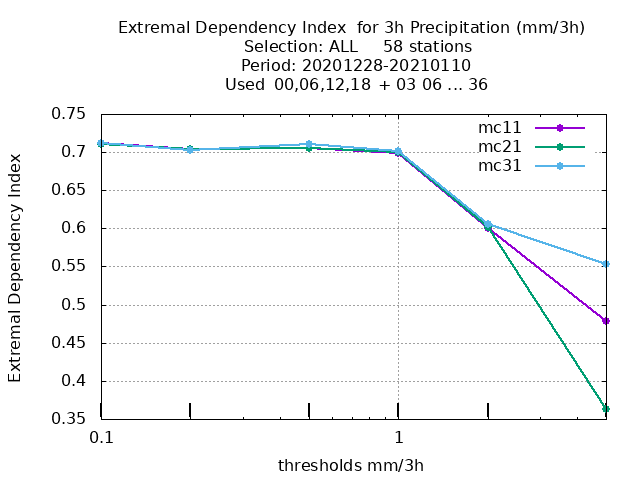 Extremal Dependency Index  for 3h Precipitation (mm/3h)
Selection: ALL     58 stations
Period: 20201228-20210110
Used  00,06,12,18  + 03 06 ... 36
Extremal Dependency Index
0.75
0.7
0.65
0.6
0.55
0.5
0.45
0.4
0.35
mc11
mc21
mc31
0.1
1
thresholds mm/3h